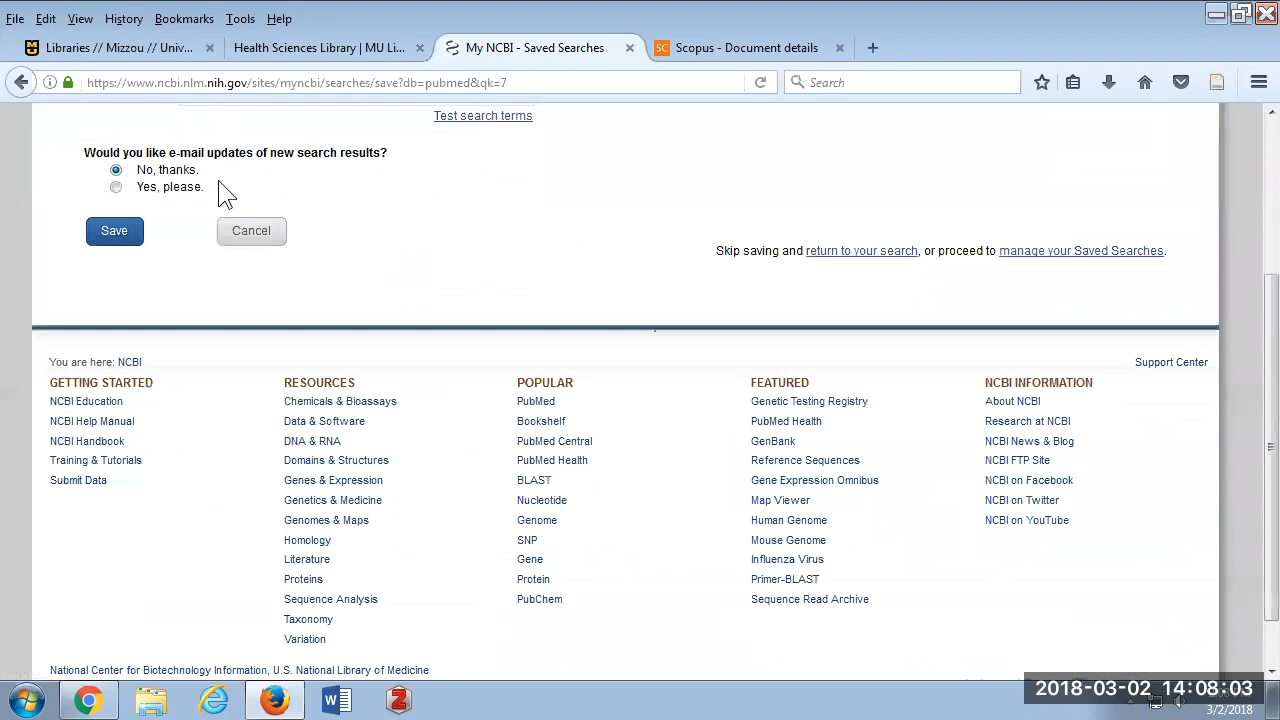 File Edit View History Bookmarks Tools Help
Libraries // Mizzou // Univ... × Health Sciences Library | MU Li... × My NCBI - Saved Searches × SC Scopus - Document details × +
https://www.ncbi.nlm.nih.gov/sites/myncbi/searches/save?db=pubmed&qk=7 Search
Test search terms
Would you like e-mail updates of new search results?
No, thanks.
Yes, please.
Save Cancel
Skip saving and return to your search, or proceed to manage your Saved Searches.
You are here: NCBI Support Center
GETTING STARTED
NCBI Education
NCBI Help Manual
NCBI Handbook
Training & Tutorials
Submit Data
RESOURCES
Chemicals & Bioassays
Data & Software
DNA & RNA
Domains & Structures
Genes & Expression
Genetics & Medicine
Genomes & Maps
Homology
Literature
Proteins
Sequence Analysis
Taxonomy
Variation
POPULAR
PubMed
Bookshelf
PubMed Central
PubMed Health
BLAST
Nucleotide
Genome
SNP
Gene
Protein
PubChem
FEATURED
Genetic Testing Registry
PubMed Health
GenBank
Reference Sequences
Gene Expression Omnibus
Map Viewer
Human Genome
Mouse Genome
Influenza Virus
Primer-BLAST
Sequence Read Archive
NCBI INFORMATION
About NCBI
Research at NCBI
NCBI News & Blog
NCBI FTP Site
NCBI on Facebook
NCBI on Twitter
NCBI on YouTube
National Center for Biotechnology Information, U.S. National Library of Medicine
2018-03-02 14:08:03
3/2/2018